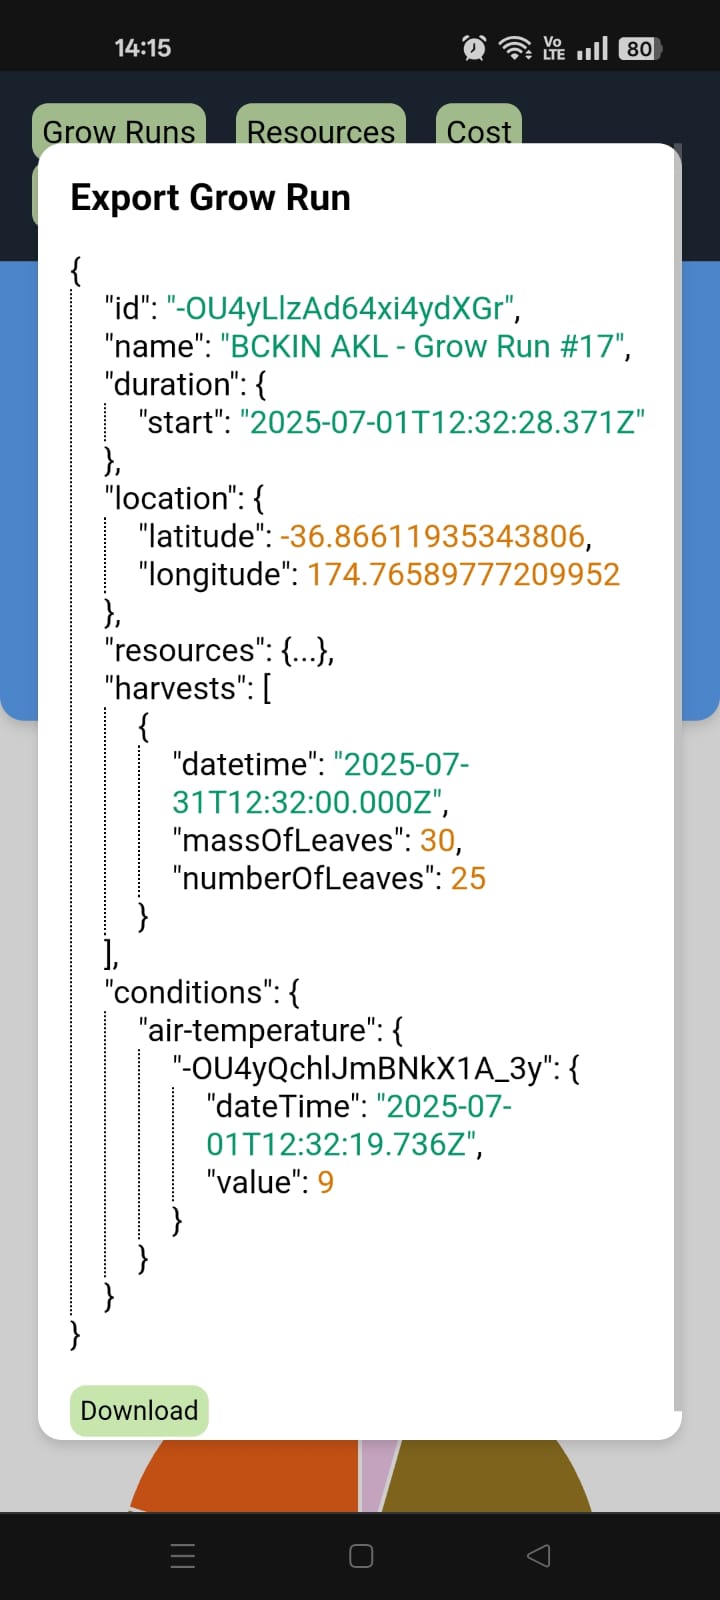 14:15
Vo
LTE
80
Grow Runs
Resources
Cost
Export Grow Run
{
"id": "-OU4yLlzAd64xi4ydXGr",
"name": "BCKIN AKL - Grow Run #17",
"duration": {
"start": "2025-07-01T12:32:28.371Z"
},
"location": {
"latitude": -36.86611935343806,
"longitude": 174.76589777209952
},
"resources": {...},
"harvests": [
{
"datetime": "2025-07-
31T12:32:00.000Z",
"massOfLeaves": 30,
"numberOfLeaves": 25
}
],
"conditions": {
"air-temperature": {
"-OU4yQchlJmBNkX1A_3y": {
"dateTime": "2025-07-
01T12:32:19.736Z",
"value": 9
}
}
}
}
Download